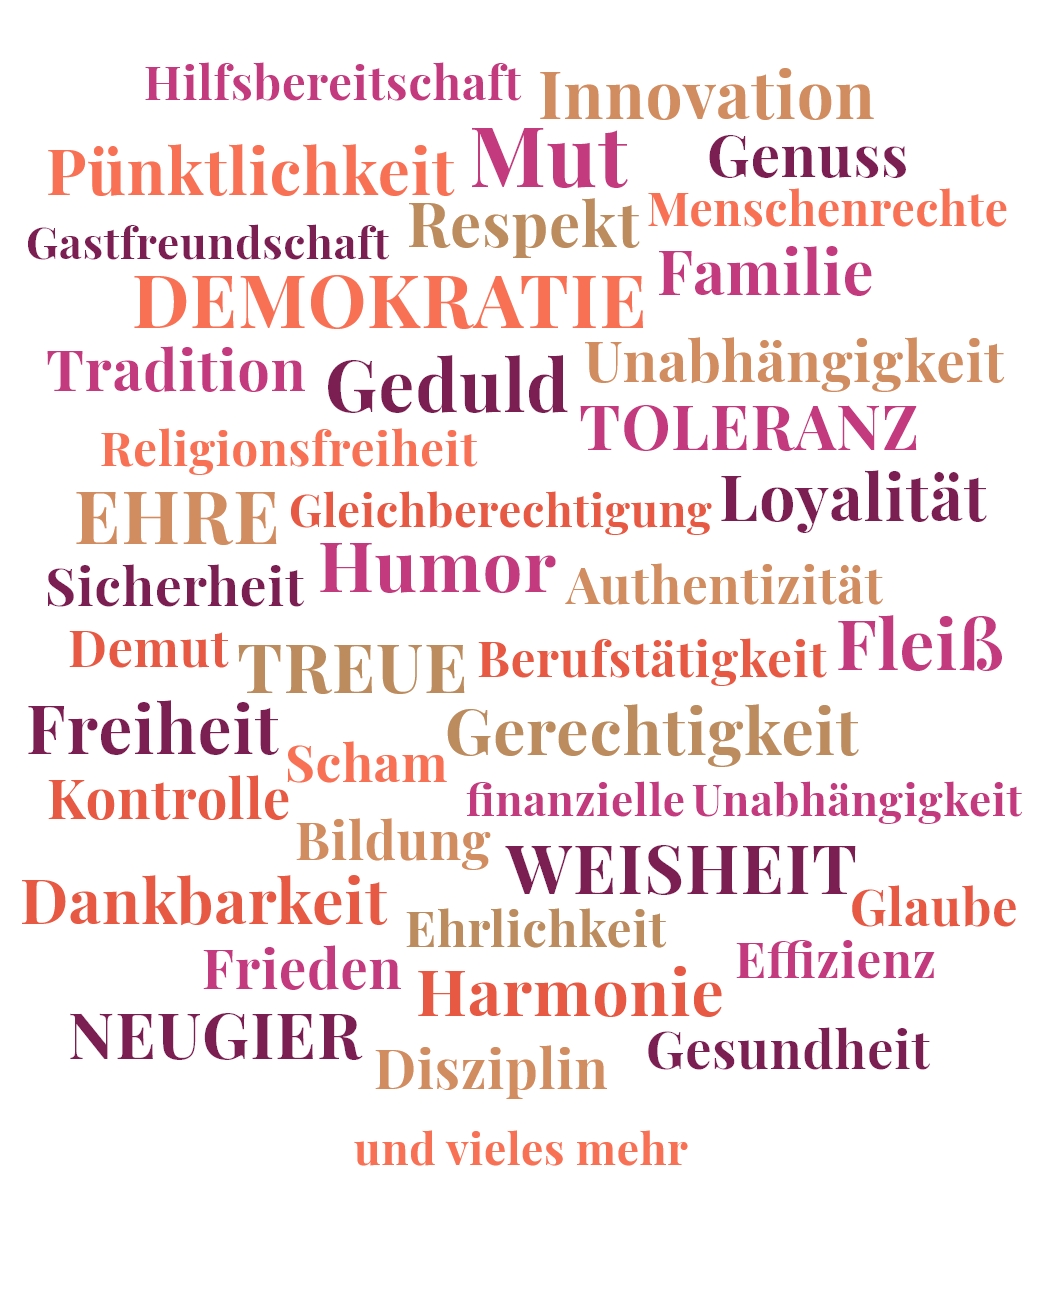 Hilfsbereitschaft Innovation
Pünktlichkeit Mut Genuss
Gastfreundschaft Respekt Menschenrechte
DEMOKRATIE Familie
Tradition Geduld Unabhängigkeit
Religionsfreiheit TOLERANZ
EHRE Gleichberechtigung Loyalität
Sicherheit Humor Authentizität
Demut TREUE Berufstätigkeit Fleiß
Freiheit Scham Gerechtigkeit
Kontrolle finanzielle Unabhängigkeit
Bildung WEISHEIT
Dankbarkeit Ehrlichkeit Glaube
Frieden Harmonie Effizienz
NEUGIER Disziplin Gesundheit
und vieles mehr